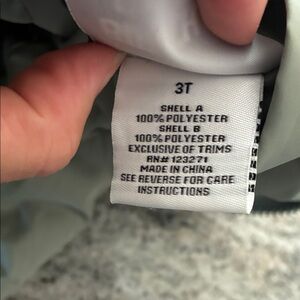 3T
SHELL A
100% POLYESTER
SHELL B
100% POLYESTER
EXCLUSIVE OF TRIMS
RN# 123271
MADE IN CHINA
SEE REVERSE FOR CARE
INSTRUCTIONS